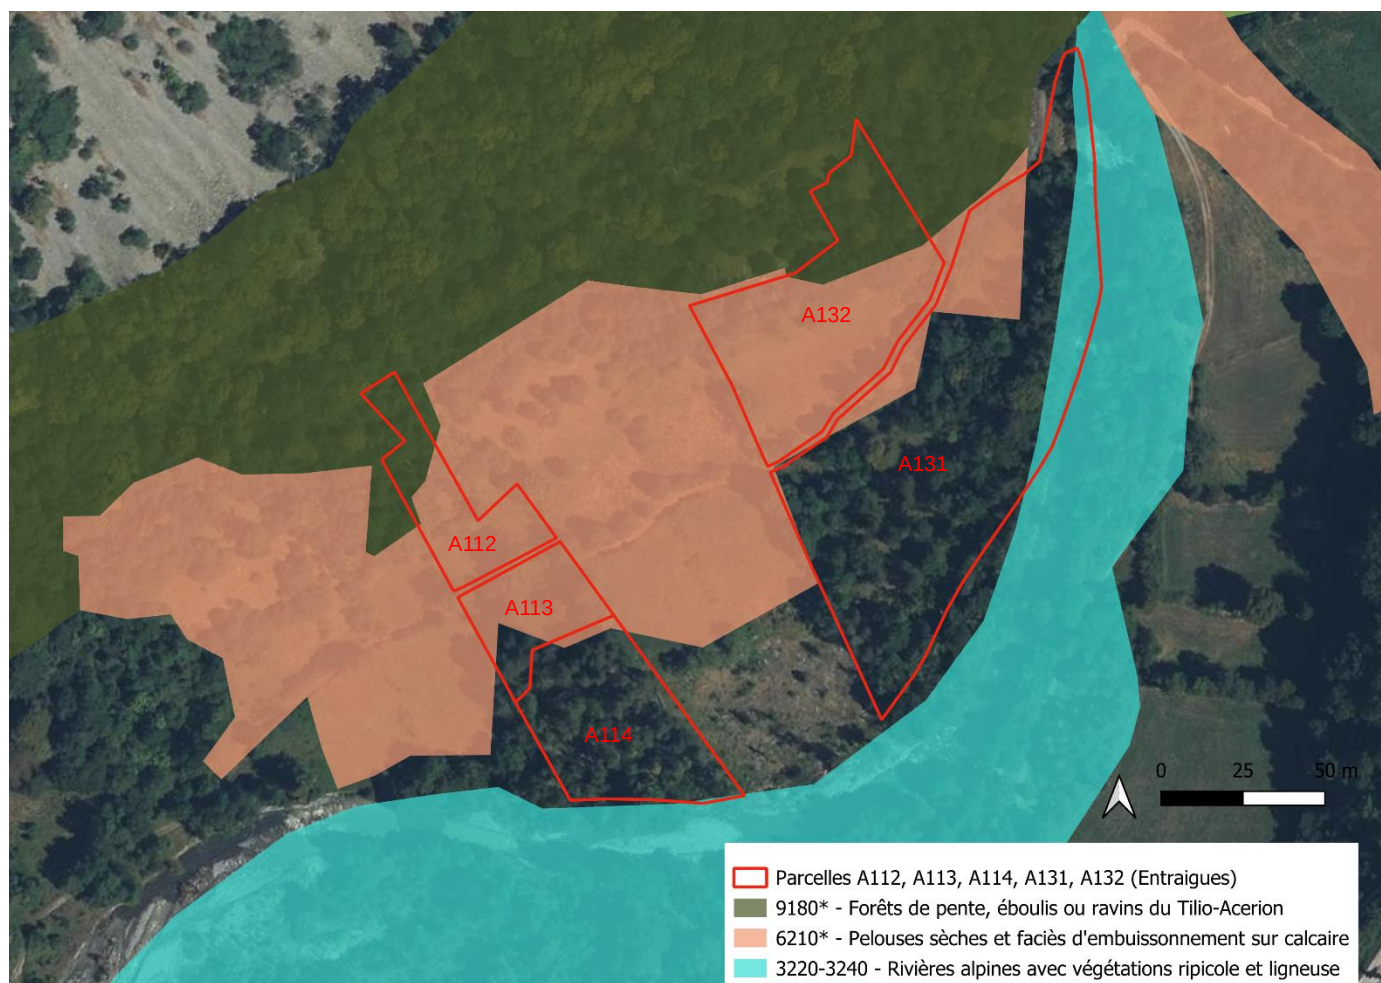 A132
A131
A112
A113
A114
0 25 50 m
Parcelles A112, A113, A114, A131, A132 (Entraigues)
9180* - Forêts de pente, éboulis ou ravins du Tilio-Acerion
6210* - Pelouses sèches et faciès d'embuissonnement sur calcaire
3220-3240 - Rivières alpines avec végétations ripicole et ligneuse